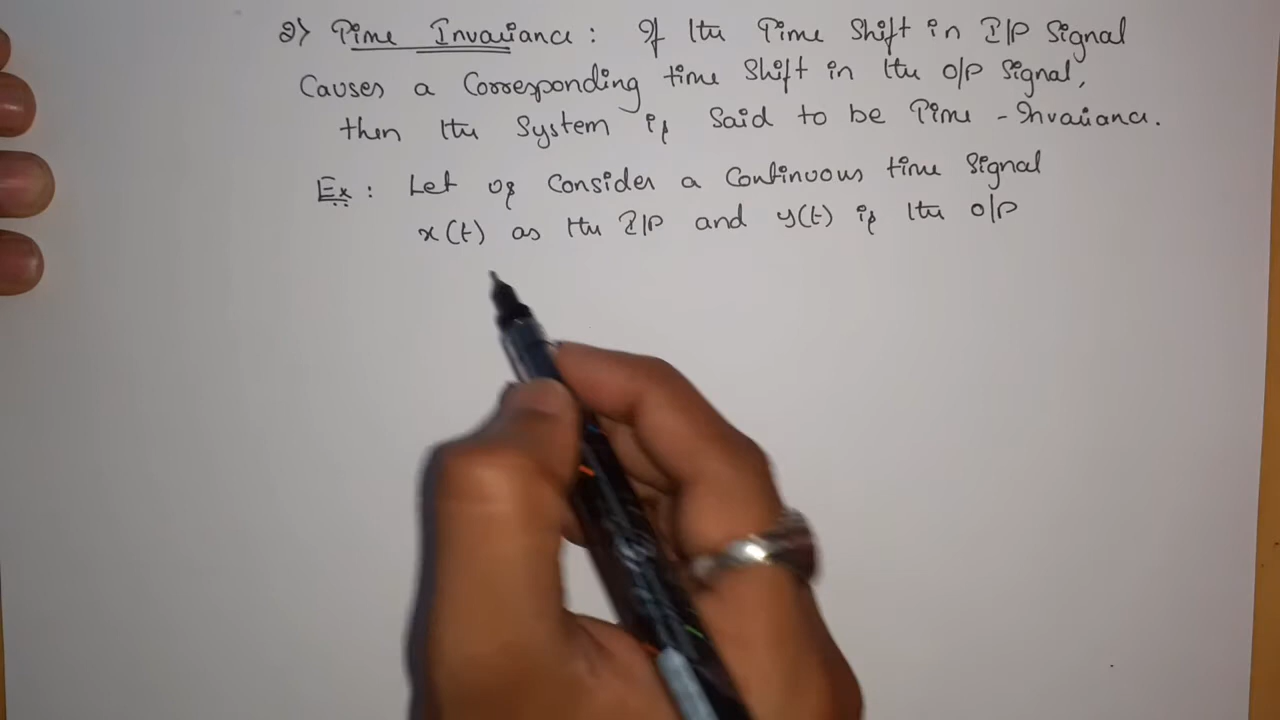 2) Time Invariance : If the Time Shift in I/P Signal
Causes a Corresponding time Shift in the O/P Signal,
then the System is Said to be Time - Invariance.
Ex : Let us Consider a Continuous time Signal
x(t) as the I/P and y(t) is the O/P